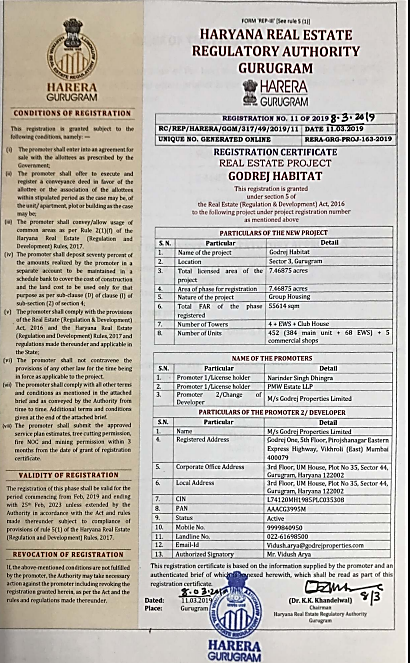 HARERA
GURUGRAM
CONDITIONS OF REGISTRATION
This registration is granted subject to the
following conditions, namely: —
(i) The promoter shall enter into an agreement for
sale with the allottees as prescribed by the
Government;
(ii) The promoter shall offer to execute and
register a conveyance deed in favor of the
allottee or the association of the allottees
within stipulated period as the case may be, of
the unit/apartment, plot or building as the case
may be;
(iii) The promoter shall convey/allow usage of
common areas as per Rule 2(1)(f) of the
Haryana Real Estate (Regulation and
Development) Rules, 2017.
(iv) The promoter shall deposit seventy percent of
the amounts realized by the promoter in
a separate account to be maintained in a
schedule bank to cover the cost of construction
and the land cost to be used only for that
purpose as per sub-clause (D) of clause (l) of
sub-section (2) of section 4;
(v) The promoter shall comply with the provisions
of the Real Estate (Regulation & Development)
Act, 2016 and the Haryana Real Estate
(Regulation & Development) Rules, 2017 and
regulations made thereunder and applicable in
the State;
(vi) The promoter shall not contravene the
provisions of any other law for the time being
in force as applicable to the project.
(vii) The promoter shall comply with all other terms
and conditions as mentioned in the attached
brief and as conveyed by the Authority from
time to time. Additional terms and conditions
given at the end of the attached brief.
(viii) The promoter shall submit the approved
service plan estimates, tree cutting permission,
fire NOC and mining permission within 3
months from the date of grant of registration
certificate.
VALIDITY OF REGISTRATION
The registration of this phase shall be valid for the
period commencing from Feb, 2019 and ending
with 25th Feb, 2023 unless extended by the
Authority in accordance with the Act and rules
made thereunder subject to compliance of
provisions of rule 5(1) of the Haryana Real Estate
(Regulation and Development) Rules, 2017.
REVOCATION OF REGISTRATION
If, the above-mentioned conditions are not fulfilled
by the promoter, the Authority may take necessary
action against the promoter including revoking the
registration granted herein, as per the Act and the
rules and regulations made thereunder.
FORM 'REP-III' [See rule 5 (1)]
HARYANA REAL ESTATE
REGULATORY AUTHORITY
GURUGRAM
HARERA
GURUGRAM
REGISTRATION NO. 11 OF 2019 8-3-2019
RC/REP/HARERA/GGM/317/49/2019/11 DATE 11.03.2019
UNIQUE NO. GENERATED ONLINE RERA-GRG-PROJ-163-2019
REGISTRATION CERTIFICATE
REAL ESTATE PROJECT
GODREJ HABITAT
This registration is granted
under section 5 of
the Real Estate (Regulation & Development) Act, 2016
to the following project under project registration number
as mentioned above
PARTICULARS OF THE NEW PROJECT
S. N. Particular Detail
1. Name of the project Godrej Habitat
2. Location Sector 3, Gurugram
3. Total licensed area of the project 7.46875 acres
4. Area of phase for registration 7.46875 acres
5. Nature of the project Group Housing
6. Total FAR of the phase registered 55614 sqm
7. Number of Towers 4 + EWS + Club House
8. Number of Units 452 (384 main unit + 68 EWS) + 5 commercial shops
NAME OF THE PROMOTERS
S. N. Particular Detail
1. Promoter 1/License holder Narinder Singh Dhingra
2. Promoter 1/License holder PMW Estate LLP
3. Promoter 2/Change of Developer M/s Godrej Properties Limited
PARTICULARS OF THE PROMOTER 2/ DEVELOPER
S. N. Particular Detail
1. Name M/s Godrej Properties Limited
4. Registered Address Godrej One, 5th Floor, Pirojshanagar Eastern
Express Highway, Vikhroli (East) Mumbai
400079
5. Corporate Office Address 3rd Floor, UM House, Plot No 35, Sector 44,
Gurugram, Haryana 122002
6. Local Address 3rd Floor, UM House, Plot No 35, Sector 44,
Gurugram, Haryana 122002
7. CIN L74120MH1985PLC035308
8. PAN AAACG3995M
9. Status Active
10. Mobile No. 9999840950
11. Landline No. 022-61698500
12. Email-Id Vidush.arya@godrejproperties.com
13. Authorized Signatory Mr. Vidush Arya
This registration certificate is based on the information supplied by the promoter and an
authenticated brief of which is annexed herewith, which shall be read as part of this
registration certificate.
8-03-2019
Dated: 11.03.2019
Place: Gurugram
8/3
(Dr. K.K. Khandelwal)
Chairman
Haryana Real Estate Regulatory Authority
Gurugram
HARERA
GURUGRAM